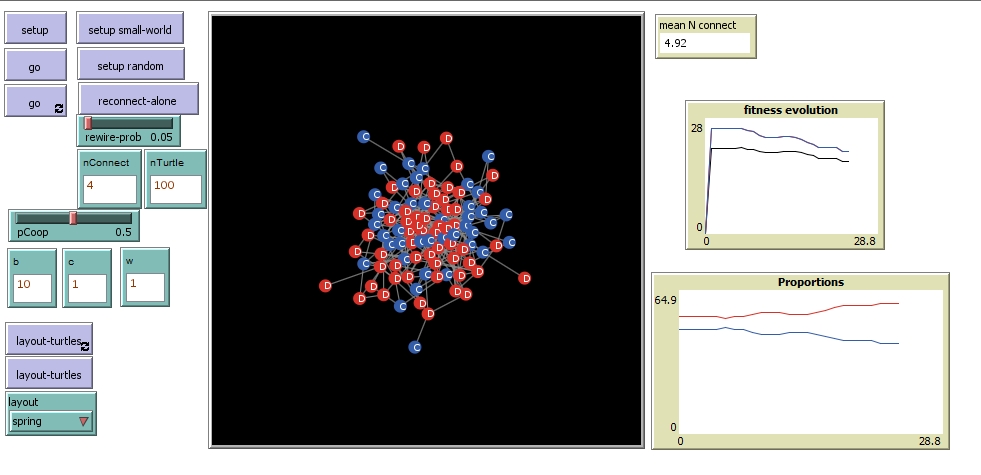 setup
setup small-world
go
setup random
go
reconnect-alone
rewire-prob 0.05
nConnect
4
nTurtle
100
pCoop 0.5
b
10
c
1
w
1
layout-turtles
layout-turtles
layout
spring
mean N connect
4.92
fitness evolution
28
0
0
28.8
Proportions
64.9
0
0
28.8